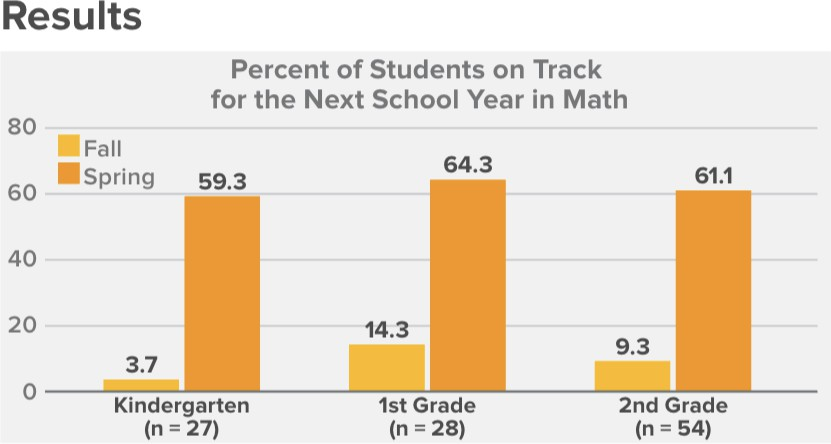 Results
Percent of Students on Track
for the Next School Year in Math
80
Fall
Spring
59.3
64.3
61.1
60
40
20
14.3
9.3
3.7
0
Kindergarten
(n = 27)
1st Grade
(n = 28)
2nd Grade
(n = 54)